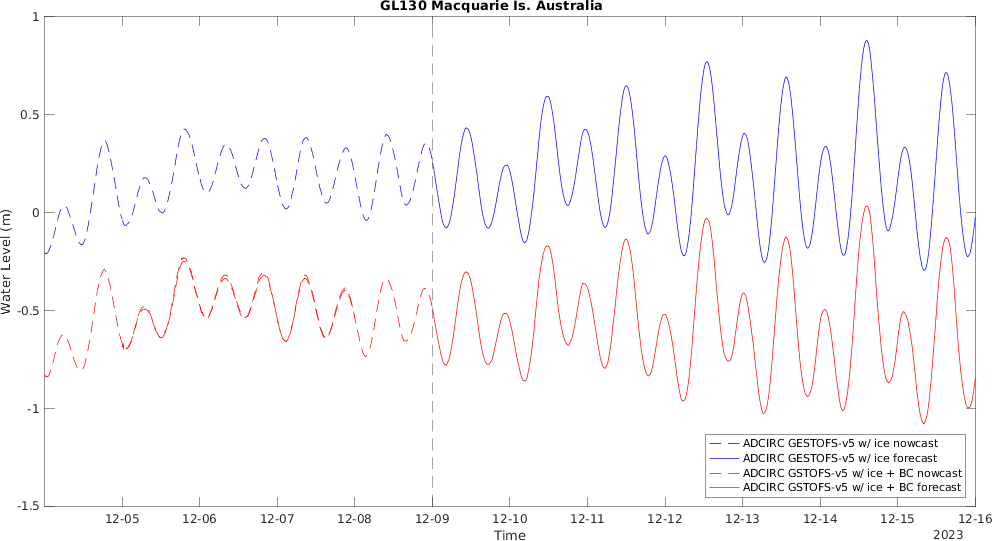 GL130 Macquarie Is. Australia
Water Level (m)
1
0.5
0
-0.5
-1
-1.5
12-05
12-06
12-07
12-08
12-09
12-10
12-11
12-12
12-13
12-14
12-15
12-16
Time
2023
ADCIRC GESTOFS-v5 w/ ice nowcast
ADCIRC GESTOFS-v5 w/ ice forecast
ADCIRC GSTOFS-v5 w/ ice + BC nowcast
ADCIRC GSTOFS-v5 w/ ice + BC forecast